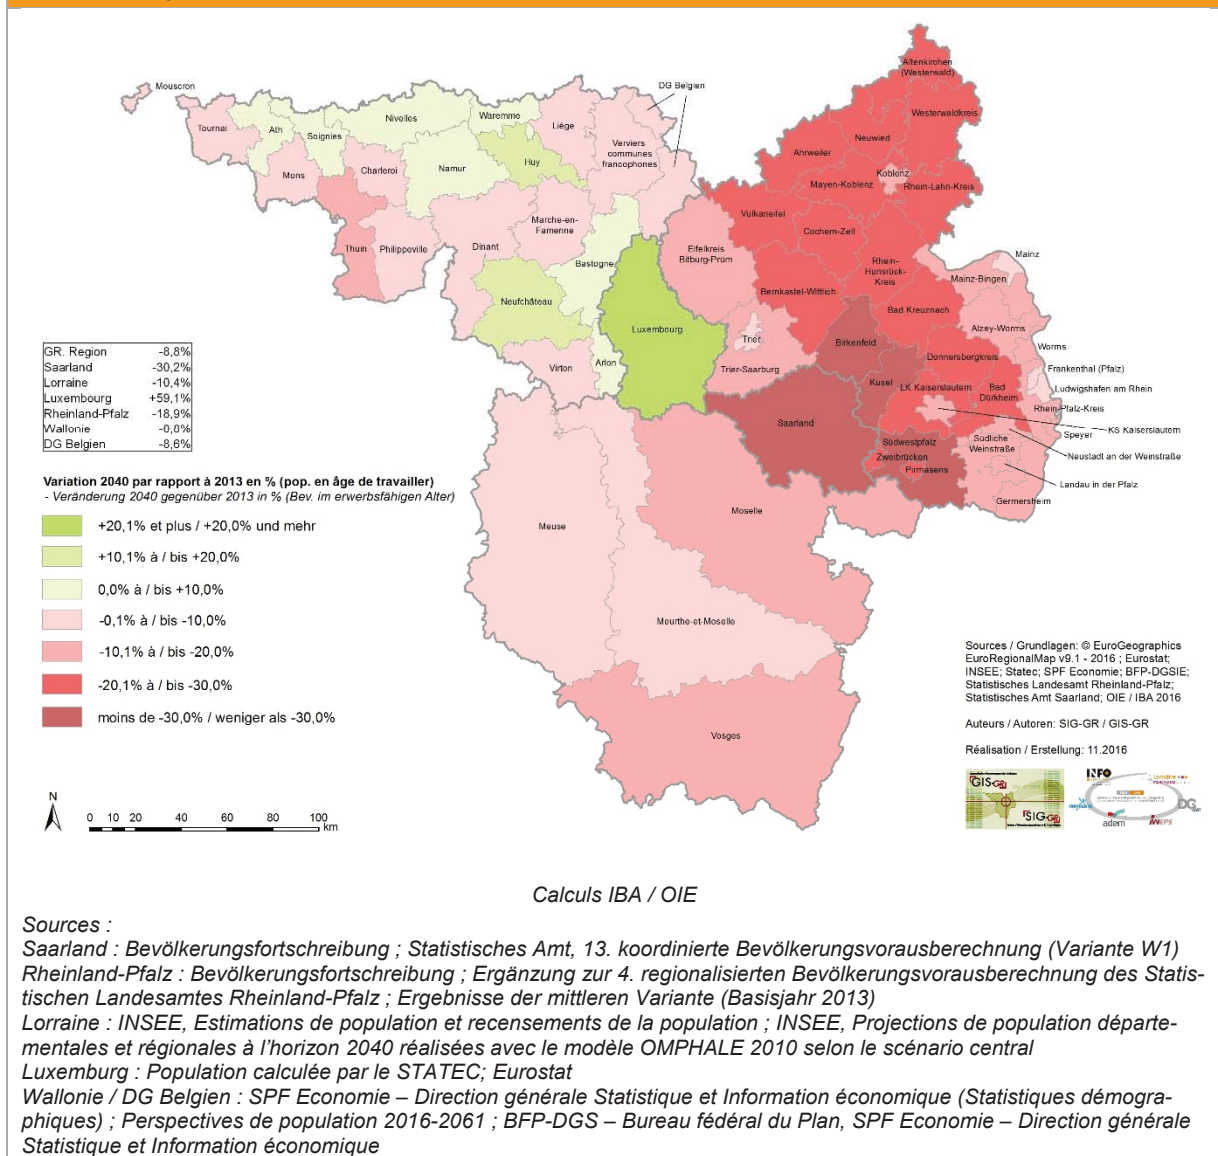 Mouscron
DG Belgien
Altenkirchen
(Westerwald)
Westerwaldkreis
Tournai
Ath
Soignies
Nivelles
Waremme
Liège
Verviers
communes
francophones
Neuwied
Ahrweiler
Koblenz
Mayen-Koblenz
Rhein-Lahn-Kreis
Mons
Charleroi
Namur
Huy
Vulkaneifel
Cochem-Zell
Thuin
Philippeville
Dinant
Marche-en-
Famenne
Bastogne
Eifelkreis
Bitburg-Prüm
Rhein-
Hunsrück-
Kreis
Mainz
Mainz-Bingen
Bernkastel-Wittlich
Bad Kreuznach
Neufchâteau
Luxembourg
Trier
Birkenfeld
Alzey-Worms
Worms
Donnersbergkreis
Frankenthal (Pfalz)
Virton
Arlon
Trier-Saarburg
Kusel
LK Kaiserslautern
Bad
Dürkheim
Ludwigshafen am Rhein
Rhein-Pfalz-Kreis
KS Kaiserslautern
Saarland
Südwestpfalz
Südliche
Weinstraße
Speyer
Neustadt an der Weinstraße
Zweibrücken
Pirmasens
Landau in der Pfalz
Germersheim
GR. Region -8,8%
Saarland -30,2%
Lorraine -10,4%
Luxembourg +59,1%
Rheinland-Pfalz -18,9%
Wallonie -0,0%
DG Belgien -8,6%
Variation 2040 par rapport à 2013 en % (pop. en âge de travailler)
- Veränderung 2040 gegenüber 2013 in % (Bev. im erwerbsfähigen Alter)
+20,1% et plus / +20,0% und mehr
+10,1% à / bis +20,0%
0,0% à / bis +10,0%
-0,1% à / bis -10,0%
-10,1% à / bis -20,0%
-20,1% à / bis -30,0%
moins de -30,0% / weniger als -30,0%
Meuse
Moselle
Meurthe-et-Moselle
Vosges
N
0 10 20 40 60 80 100
km
Sources / Grundlagen: © EuroGeographics
EuroRegionalMap v9.1 - 2016 ; Eurostat;
INSEE; Statec; SPF Economie; BFP-DGSIE;
Statistisches Landesamt Rheinland-Pfalz;
Statistisches Amt Saarland; OIE / IBA 2016
Auteurs / Autoren: SIG-GR / GIS-GR
Réalisation / Erstellung: 11.2016
GIS-GR
SIG-GR
INFO
Lorraine
adem
IWEPS
DG
Calculs IBA / OIE
Sources :
Saarland : Bevölkerungsfortschreibung ; Statistisches Amt, 13. koordinierte Bevölkerungsvorausberechnung (Variante W1)
Rheinland-Pfalz : Bevölkerungsfortschreibung ; Ergänzung zur 4. regionalisierten Bevölkerungsvorausberechnung des Statis-
tischen Landesamtes Rheinland-Pfalz ; Ergebnisse der mittleren Variante (Basisjahr 2013)
Lorraine : INSEE, Estimations de population et recensements de la population ; INSEE, Projections de population départe-
mentales et régionales à l'horizon 2040 réalisées avec le modèle OMPHALE 2010 selon le scénario central
Luxemburg : Population calculée par le STATEC; Eurostat
Wallonie / DG Belgien : SPF Economie – Direction générale Statistique et Information économique (Statistiques démogra-
phiques) ; Perspectives de population 2016-2061 ; BFP-DGS – Bureau fédéral du Plan, SPF Economie – Direction générale
Statistique et Information économique